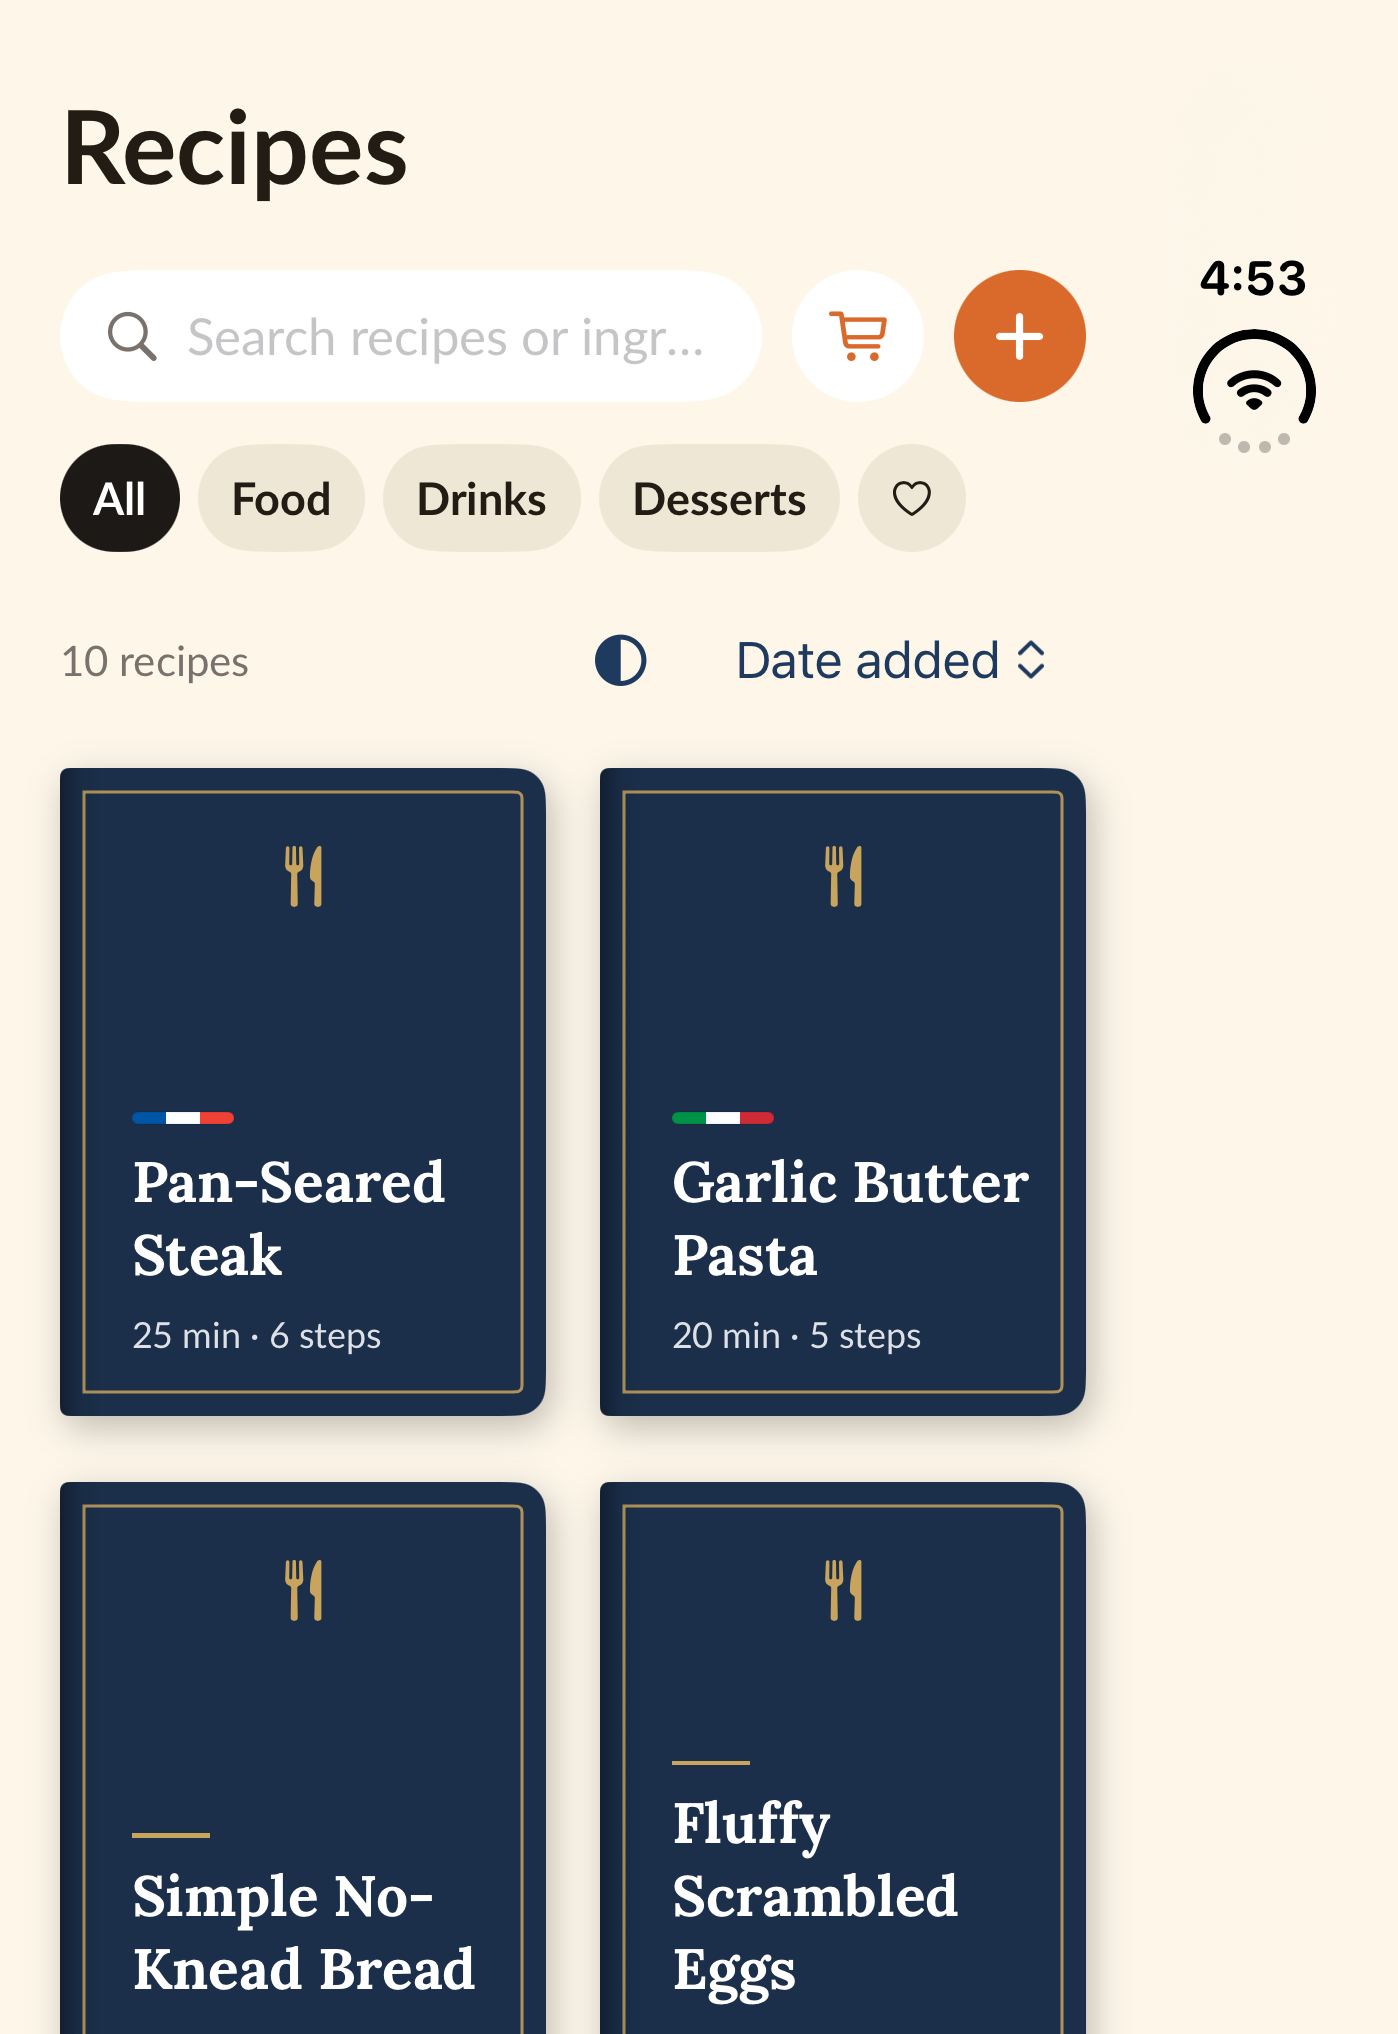 Recipes
4:53
Search recipes or ingr...
All Food Drinks Desserts
10 recipes Date added
Pan-Seared
Steak
25 min · 6 steps
Garlic Butter
Pasta
20 min · 5 steps
Simple No-
Knead Bread
Fluffy
Scrambled
Eggs